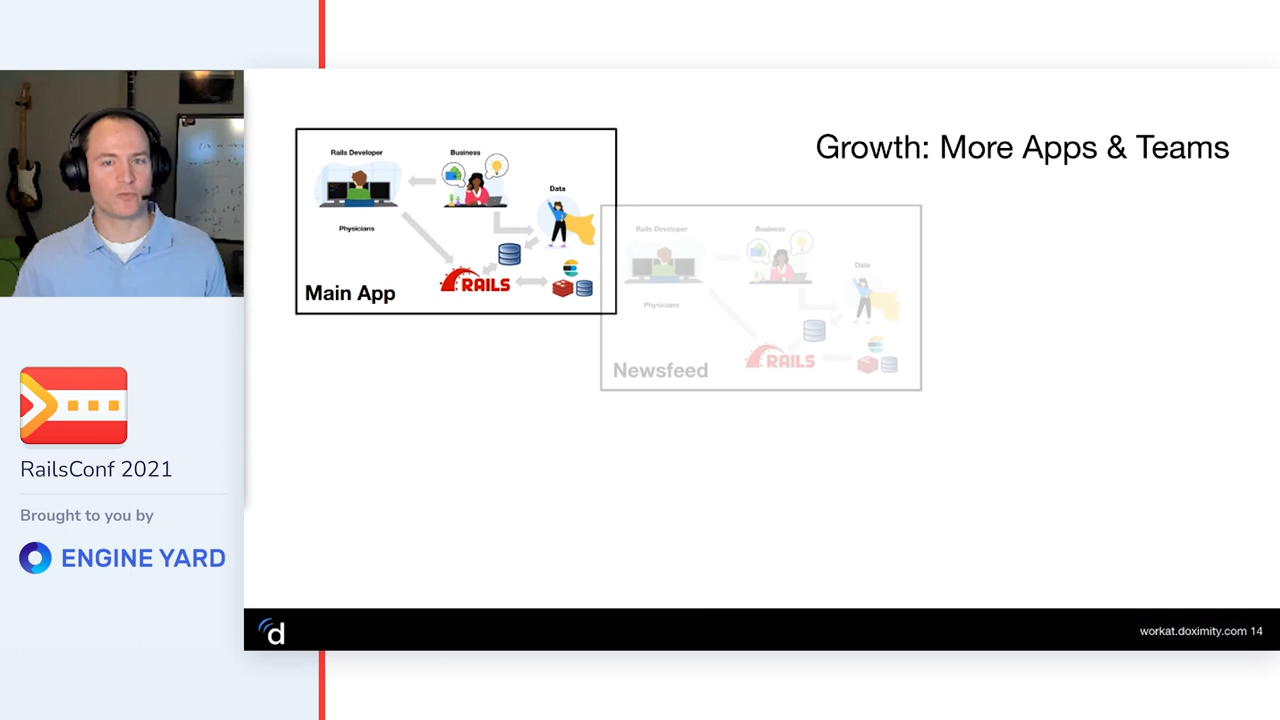 Growth: More Apps & Teams
Rails Developer
Business
Data
Physicians
RAILS
Main App
Rails Developer
Business
Data
Physicians
RAILS
Newsfeed
RailsConf 2021
Brought to you by
ENGINE YARD
d
workat.doximity.com 14